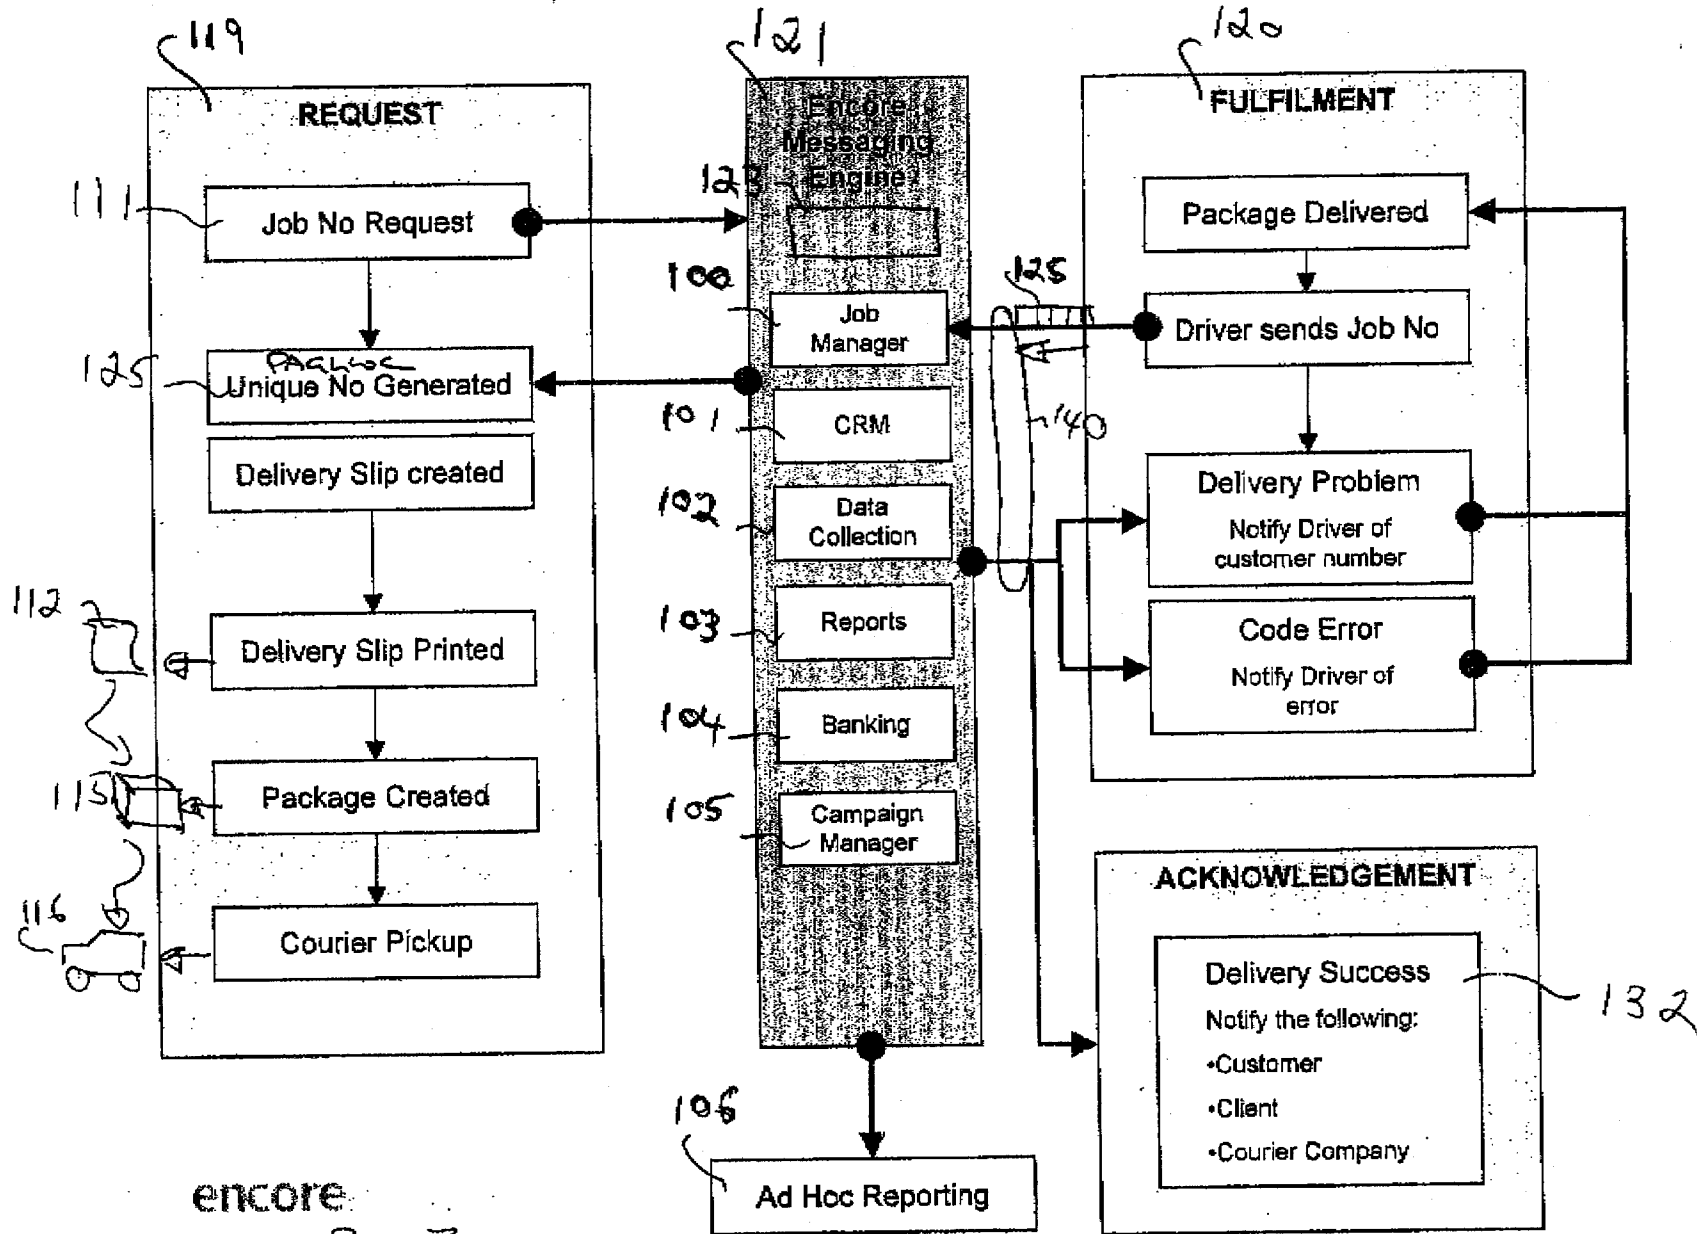 119
REQUEST
111
Job No Request
125
Unique No Generated
Delivery Slip created
112
Delivery Slip Printed
115
Package Created
116
Courier Pickup
encore
121
Encore
Messaging
Engine
123
100
Job
Manager
101
CRM
102
Data
Collection
103
Reports
104
Banking
105
Campaign
Manager
106
Ad Hoc Reporting
120
FULFILMENT
Package Delivered
125
Driver sends Job No
140
Delivery Problem
Notify Driver of
customer number
Code Error
Notify Driver of
error
ACKNOWLEDGEMENT
Delivery Success
Notify the following:
•Customer
•Client
•Courier Company
132